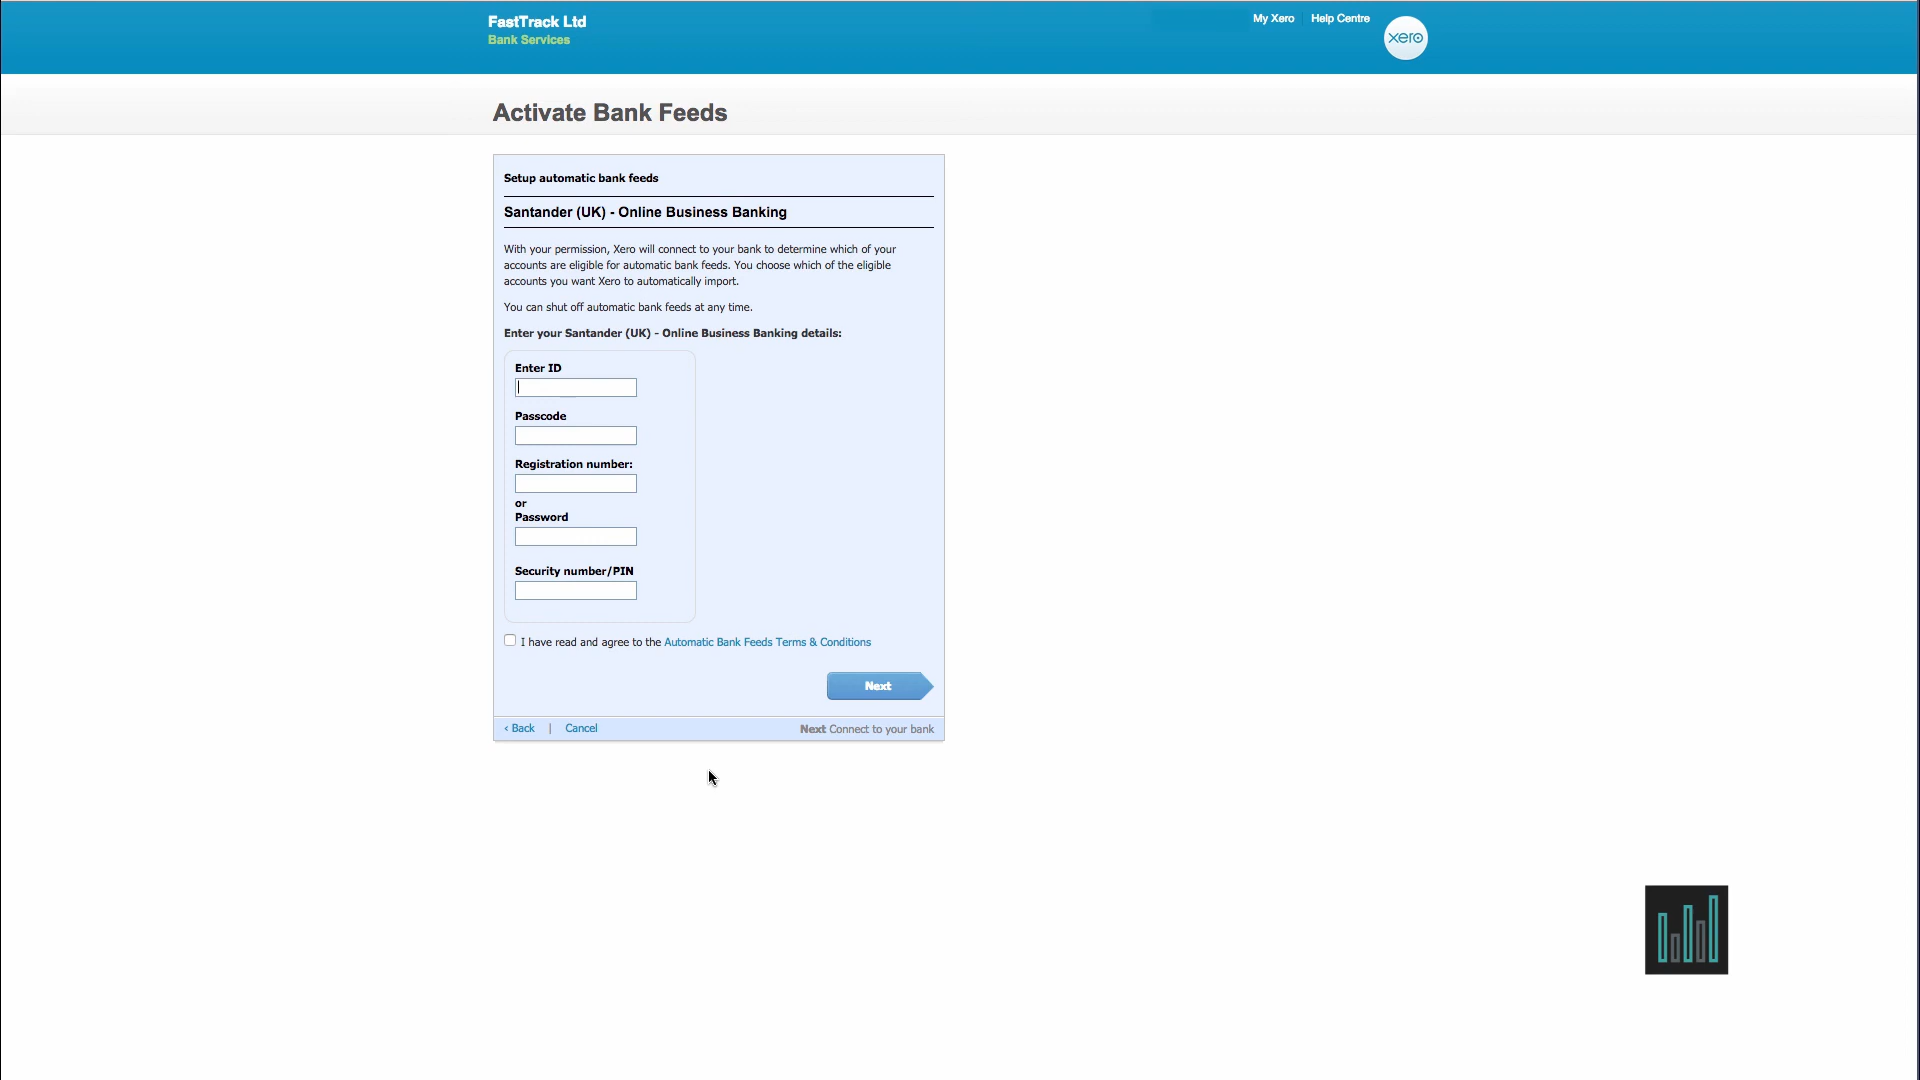 FastTrack Ltd
Bank Services
My Xero
Help Centre
xero
Activate Bank Feeds
Setup automatic bank feeds
Santander (UK) - Online Business Banking
With your permission, Xero will connect to your bank to determine which of your
accounts are eligible for automatic bank feeds. You choose which of the eligible
accounts you want Xero to automatically import.
You can shut off automatic bank feeds at any time.
Enter your Santander (UK) - Online Business Banking details:
Enter ID
Passcode
Registration number:
or
Password
Security number/PIN
I have read and agree to the Automatic Bank Feeds Terms & Conditions
Next
‹ Back | Cancel
Next Connect to your bank